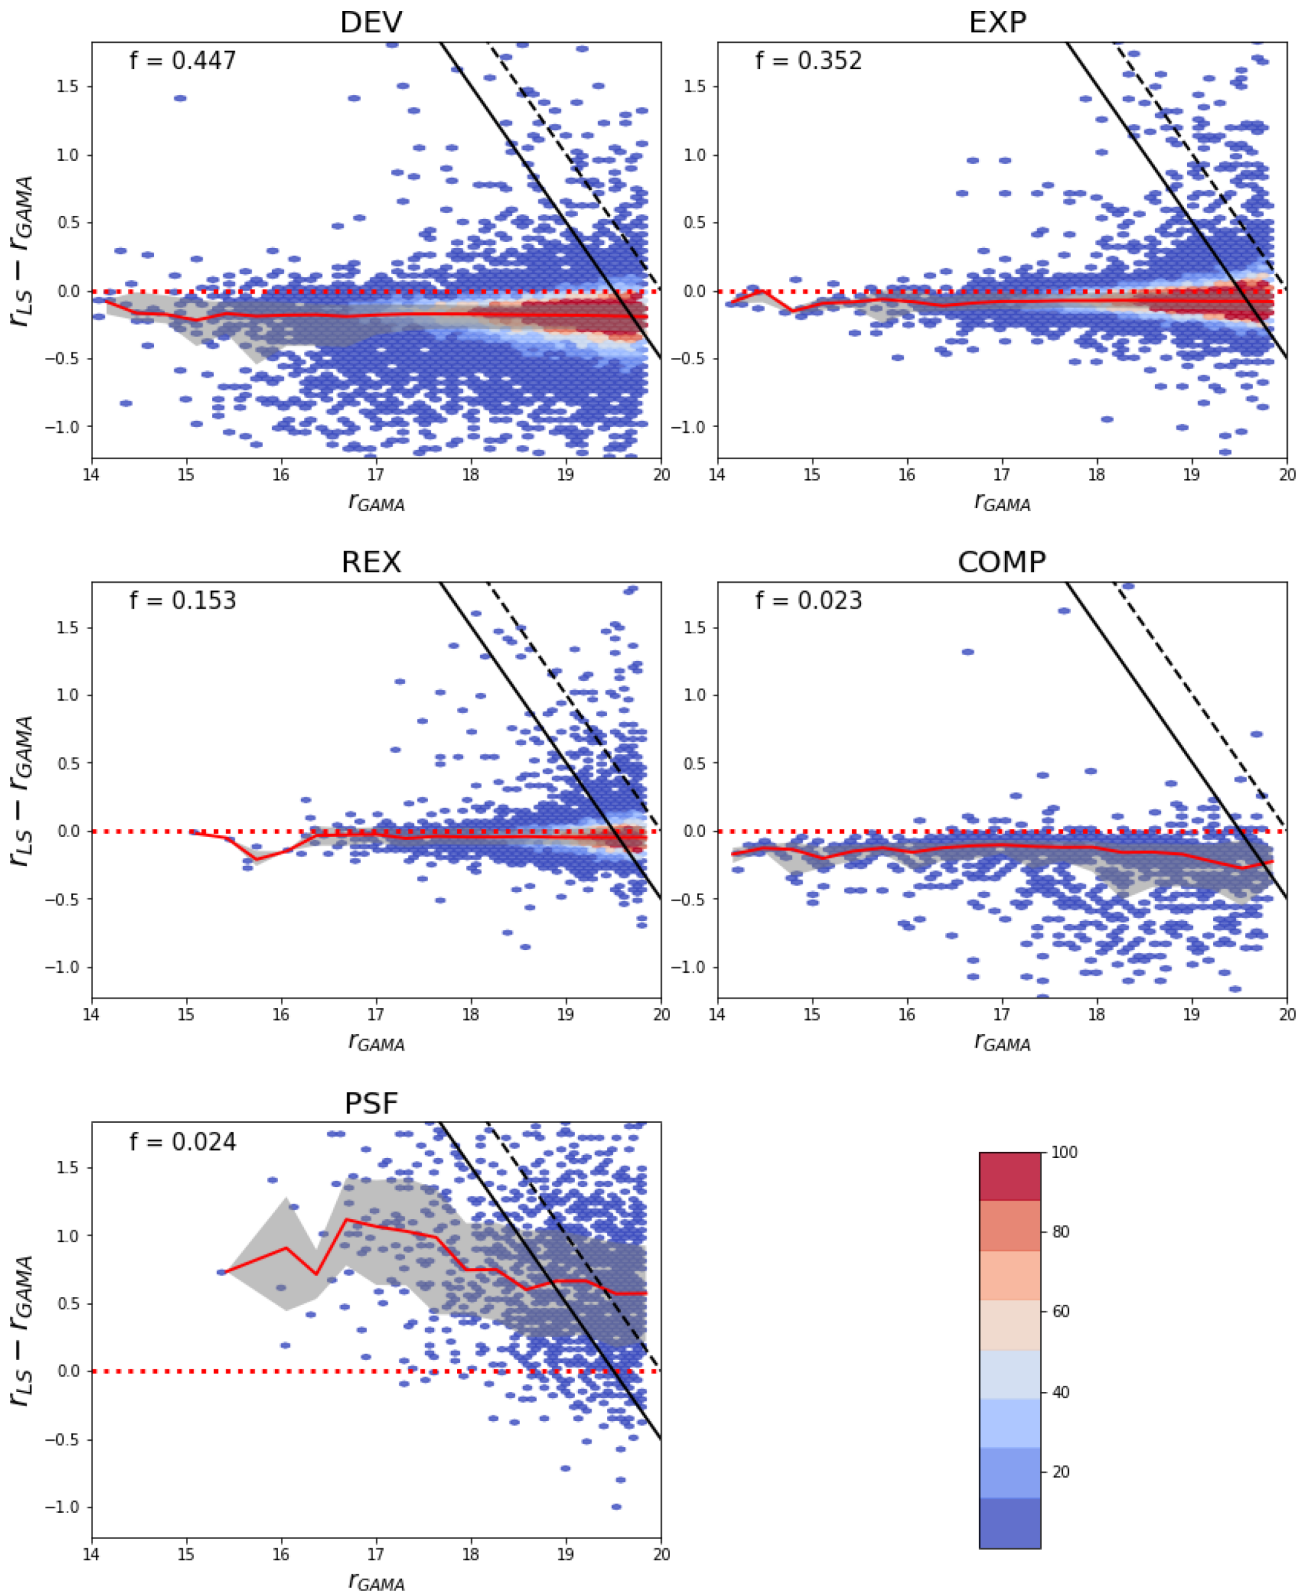 DEV
f = 0.447
1.5
1.0
0.5
0.0
−0.5
−1.0
r_LS − r_GAMA
14 15 16 17 18 19 20
r_GAMA
EXP
f = 0.352
1.5
1.0
0.5
0.0
−0.5
−1.0
14 15 16 17 18 19 20
r_GAMA
REX
f = 0.153
1.5
1.0
0.5
0.0
−0.5
−1.0
r_LS − r_GAMA
14 15 16 17 18 19 20
r_GAMA
COMP
f = 0.023
1.5
1.0
0.5
0.0
−0.5
−1.0
14 15 16 17 18 19 20
r_GAMA
PSF
f = 0.024
1.5
1.0
0.5
0.0
−0.5
−1.0
r_LS − r_GAMA
14 15 16 17 18 19 20
r_GAMA
100
80
60
40
20